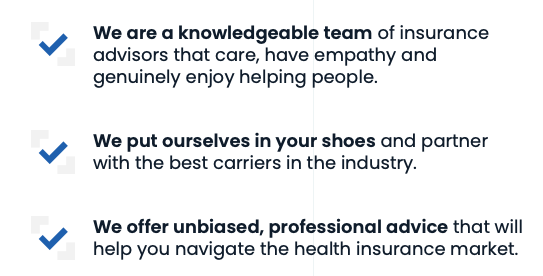 We are a knowledgeable team of insurance
advisors that care, have empathy and
genuinely enjoy helping people.
We put ourselves in your shoes and partner
with the best carriers in the industry.
We offer unbiased, professional advice that will
help you navigate the health insurance market.